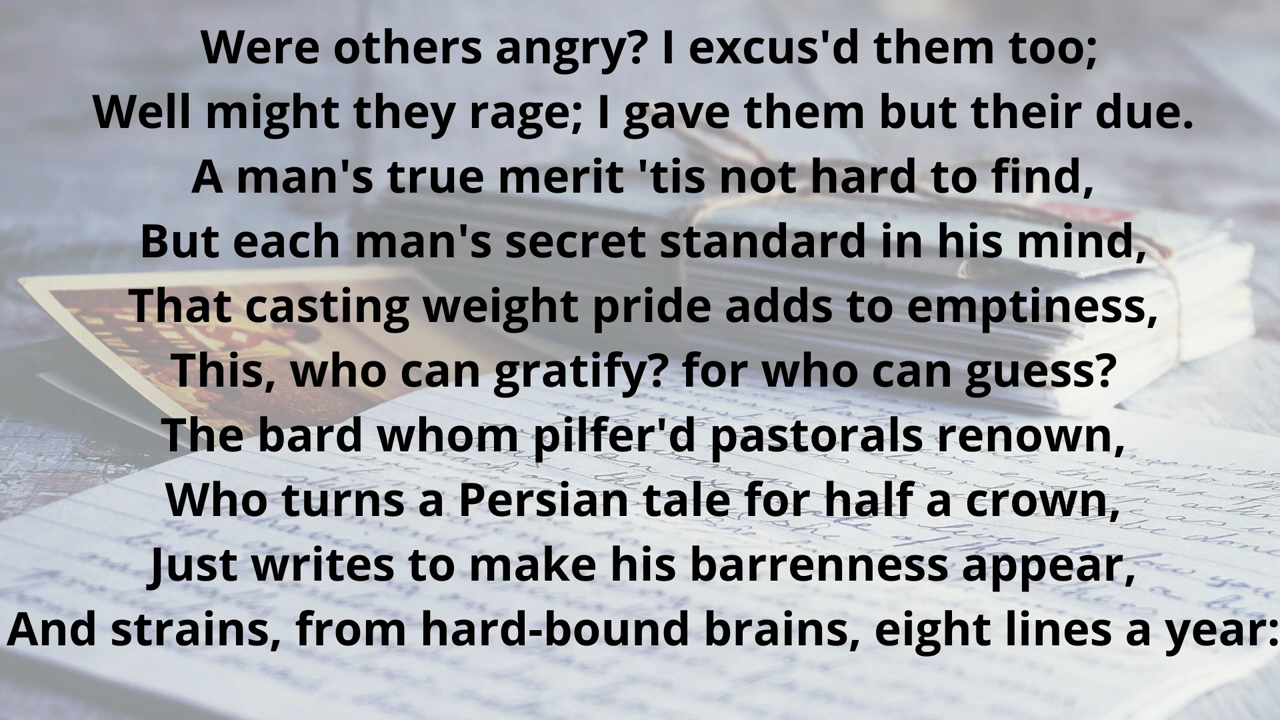 Were others angry? I excus'd them too;
Well might they rage; I gave them but their due.
A man's true merit 'tis not hard to find,
But each man's secret standard in his mind,
That casting weight pride adds to emptiness,
This, who can gratify? for who can guess?
The bard whom pilfer'd pastorals renown,
Who turns a Persian tale for half a crown,
Just writes to make his barrenness appear,
And strains, from hard-bound brains, eight lines a year: